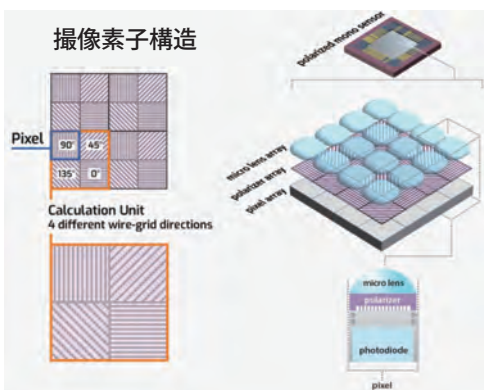 撮像素子構造
Pixel
90° 45°
135° 0°
Calculation Unit
4 different wire-grid directions
polarized mono sensor
micro lens array
polarizer array
pixel array
micro lens
polarizer
photodiode
pixel